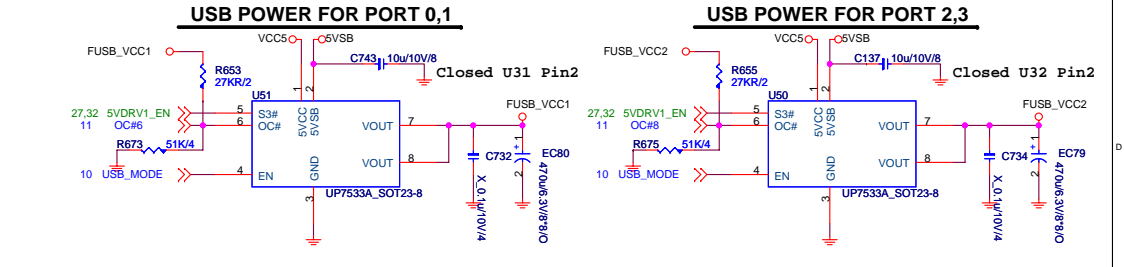 USB POWER FOR PORT 0,1
FUSB_VCC1
VCC5
5VSB
R653
27KR/2
C743
10u/10V/8
Closed U31 Pin2
U51
27,32 5VDRV1_EN
11 OC#6
R673
51K/4
10 USB_MODE
5
6
4
1
2
3
7
8
S3#
OC#
EN
5VCC
5VSB
GND
VOUT
VOUT
UP7533A_SOT23-8
FUSB_VCC1
C732
X_0.1u/10V/4
+
1
2
EC80
470u/6.3V/8*8/O
USB POWER FOR PORT 2,3
FUSB_VCC2
VCC5
5VSB
R655
27KR/2
C137
10u/10V/8
Closed U32 Pin2
U50
27,32 5VDRV1_EN
11 OC#8
R675
51K/4
10 USB_MODE
5
6
4
1
2
3
7
8
S3#
OC#
EN
5VCC
5VSB
GND
VOUT
VOUT
UP7533A_SOT23-8
FUSB_VCC2
C734
X_0.1u/10V/4
+
1
2
EC79
470u/6.3V/8*8/O
D